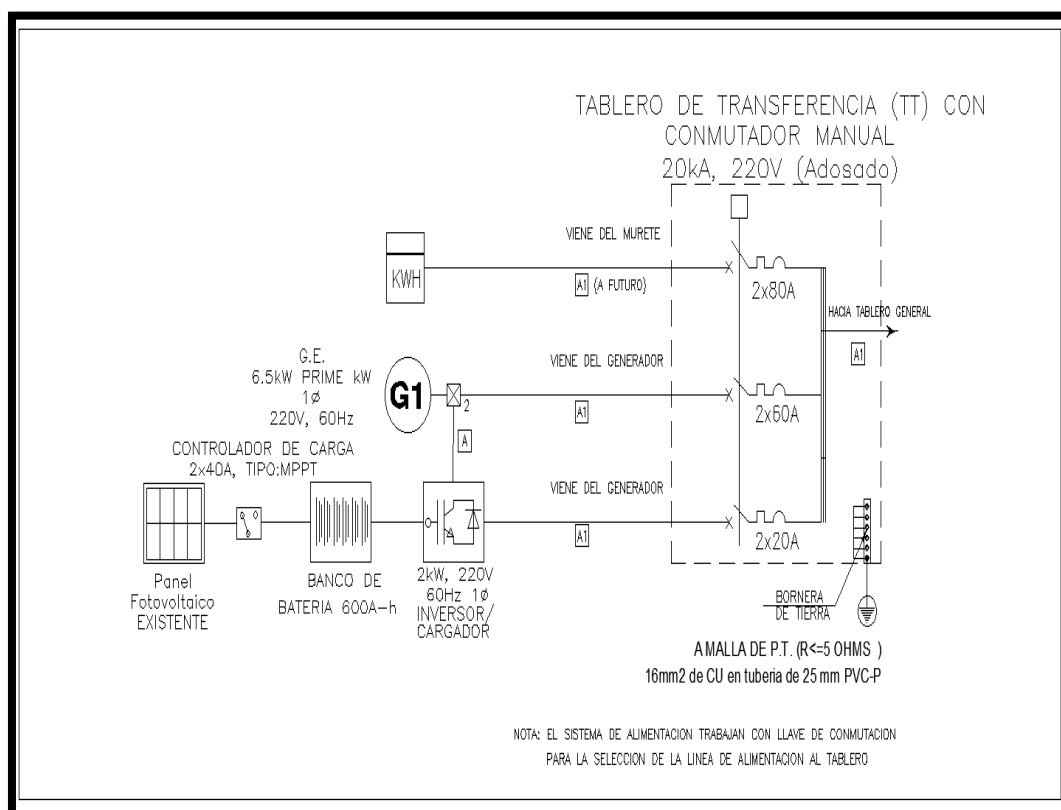 TABLERO DE TRANSFERENCIA (TT) CON
CONMUTADOR MANUAL
20kA, 220V (Adosado)
VIENE DEL MURETE
KWH
A1 (A FUTURO)
2x80A
HACIA TABLERO GENERAL
A1
G.E.
6.5kW PRIME kW
1ø
220V, 60Hz
G1
2
VIENE DEL GENERADOR
A1
2x60A
A
CONTROLADOR DE CARGA
2x40A, TIPO:MPPT
VIENE DEL GENERADOR
A1
2x20A
Panel
Fotovoltaico
EXISTENTE
BANCO DE
BATERIA 600A-h
2kW, 220V
60Hz 1ø
INVERSOR/
CARGADOR
BORNERA
DE TIERRA
A MALLA DE P.T. (R<=5 OHMS )
16mm2 de CU en tuberia de 25 mm PVC-P
NOTA: EL SISTEMA DE ALIMENTACION TRABAJAN CON LLAVE DE CONMUTACION
PARA LA SELECCION DE LA LINEA DE ALIMENTACION AL TABLERO